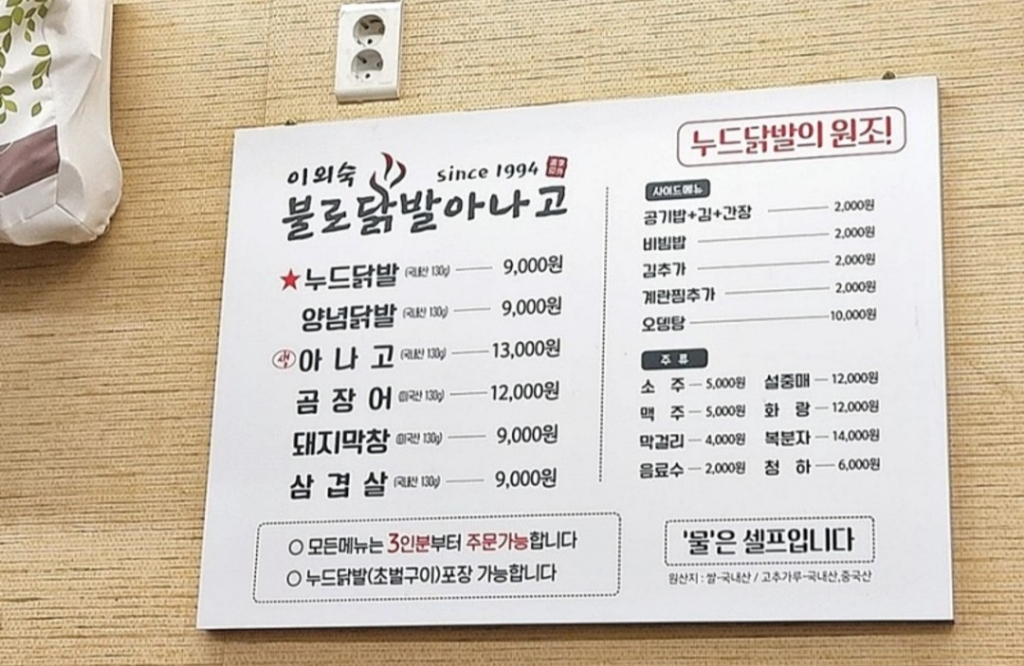 이외숙 since 1994
불로닭발아나고
★누드닭발 (국내산 130g) 9,000원
양념닭발 (국내산 130g) 9,000원
아나고 (국내산 130g) 13,000원
곰장어 (미국산 130g) 12,000원
돼지막창 (미국산 130g) 9,000원
삼겹살 (국내산 130g) 9,000원
○ 모든메뉴는 3인분부터 주문가능합니다
○ 누드닭발(초벌구이)포장 가능합니다
누드닭발의 원조!
사이드메뉴
공기밥+김+간장 2,000원
비빔밥 2,000원
김추가 2,000원
계란찜추가 2,000원
오뎅탕 10,000원
주류
소주 5,000원 설중매 12,000원
맥주 5,000원 화랑 12,000원
막걸리 4,000원 복분자 14,000원
음료수 2,000원 청하 6,000원
'물'은 셀프입니다
원산지 : 쌀-국내산 / 고추가루-국내산,중국산